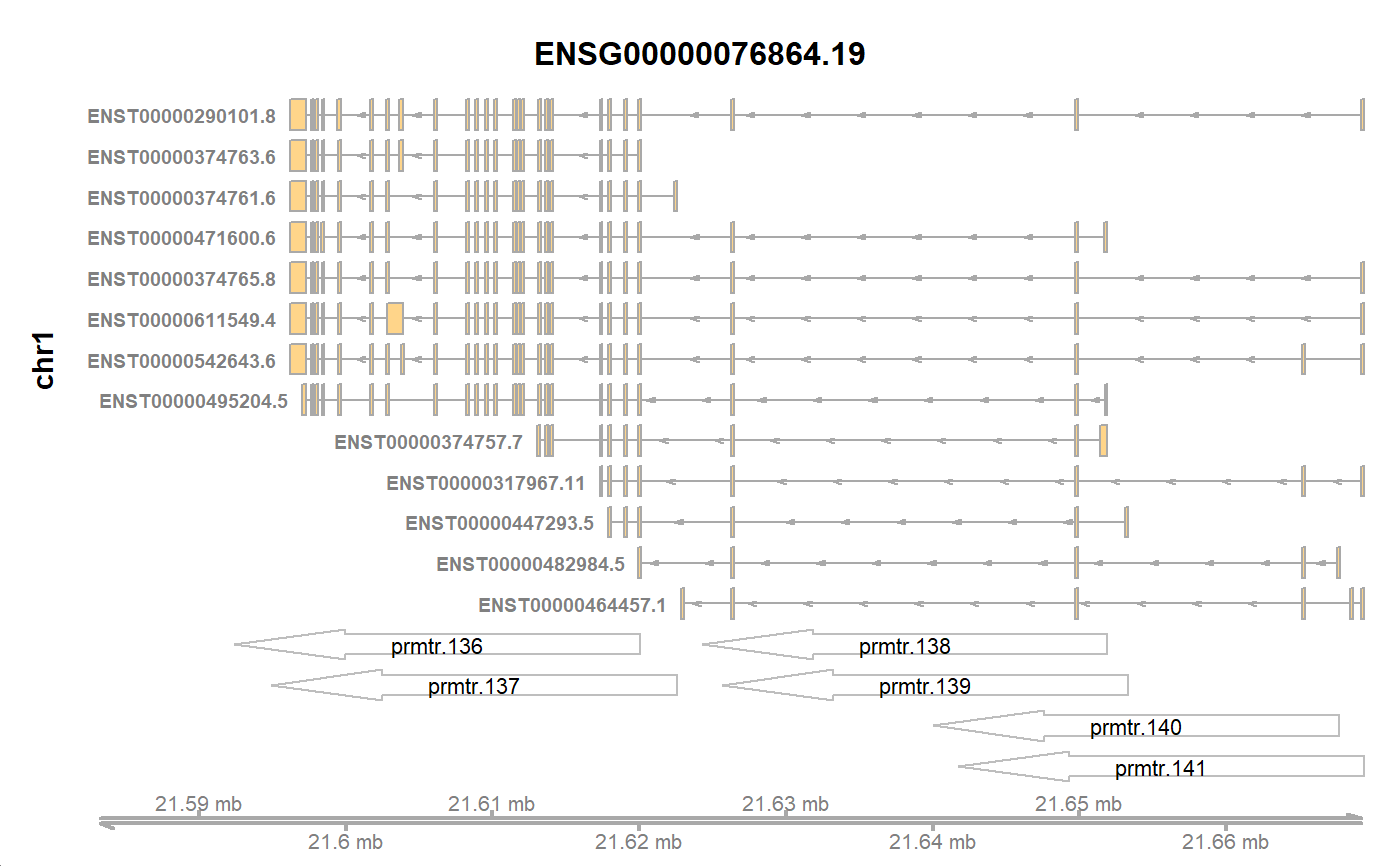 ENSG00000076864.19
chr1
ENST00000290101.8
ENST00000374763.6
ENST00000374761.6
ENST00000471600.6
ENST00000374765.8
ENST00000611549.4
ENST00000542643.6
ENST00000495204.5
ENST00000374757.7
ENST00000317967.11
ENST00000447293.5
ENST00000482984.5
ENST00000464457.1
prmtr.136
prmtr.138
prmtr.137
prmtr.139
prmtr.140
prmtr.141
21.59 mb
21.61 mb
21.63 mb
21.65 mb
21.6 mb
21.62 mb
21.64 mb
21.66 mb